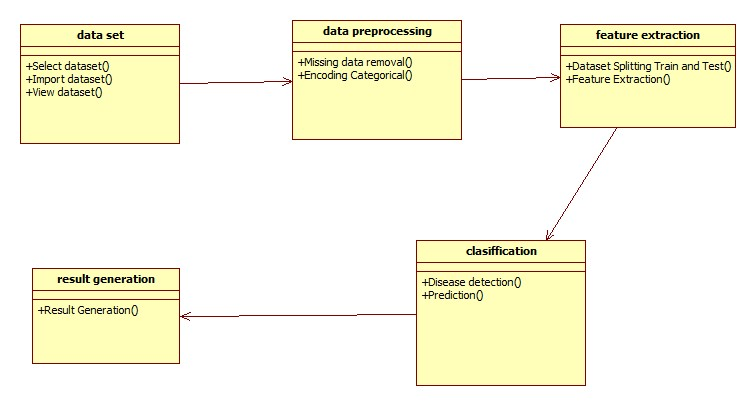 data set
+Select dataset()
+Import dataset()
+View dataset()
data preprocessing
+Missing data removal()
+Encoding Categorical()
feature extraction
+Dataset Splitting Train and Test()
+Feature Extraction()
clasiffication
+Disease detection()
+Prediction()
result generation
+Result Generation()